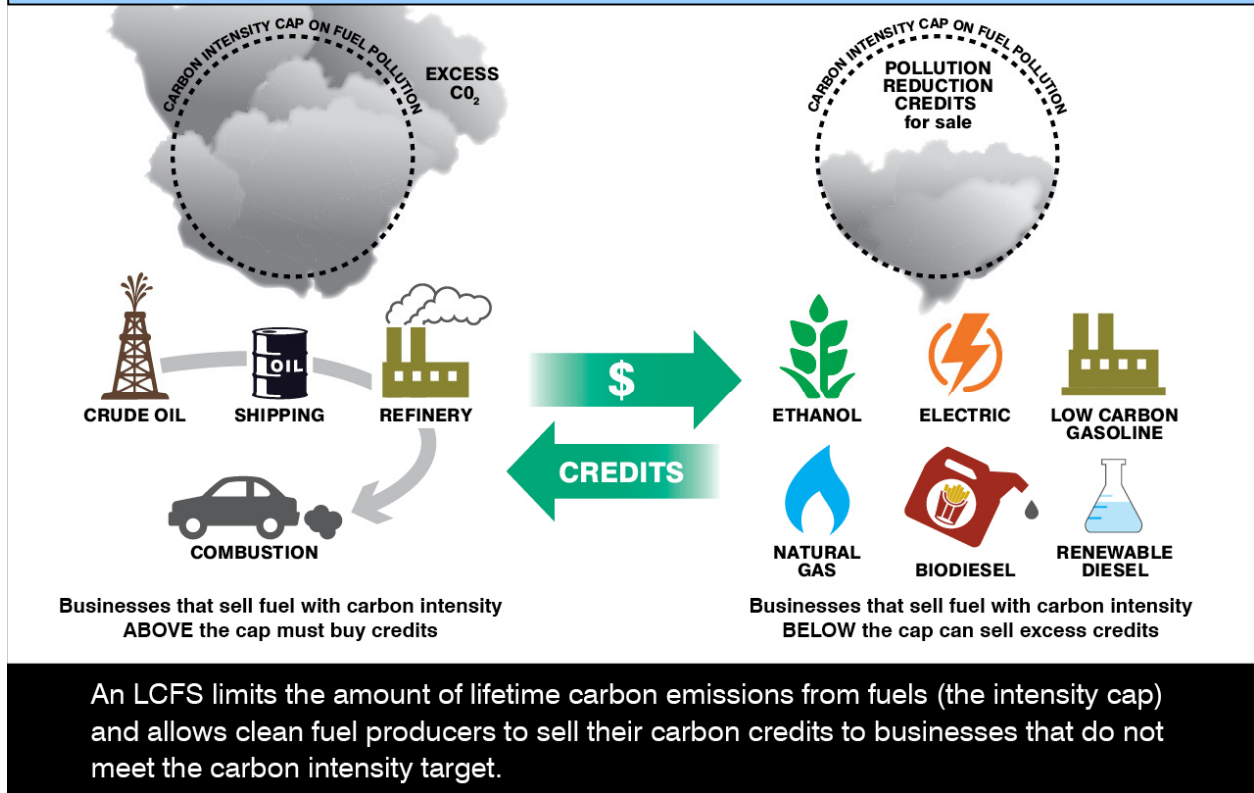 CARBON INTENSITY CAP ON FUEL POLLUTION
EXCESS
C0₂
CRUDE OIL
OIL
SHIPPING
REFINERY
COMBUSTION
Businesses that sell fuel with carbon intensity
ABOVE the cap must buy credits
$
CREDITS
CARBON INTENSITY CAP ON FUEL POLLUTION
POLLUTION
REDUCTION
CREDITS
for sale
ETHANOL
ELECTRIC
LOW CARBON
GASOLINE
NATURAL
GAS
BIODIESEL
RENEWABLE
DIESEL
Businesses that sell fuel with carbon intensity
BELOW the cap can sell excess credits
An LCFS limits the amount of lifetime carbon emissions from fuels (the intensity cap)
and allows clean fuel producers to sell their carbon credits to businesses that do not
meet the carbon intensity target.